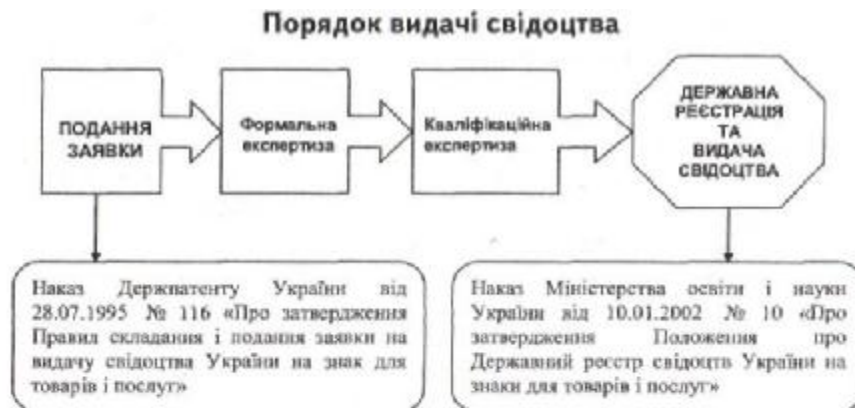 Порядок видачі свідоцтва
ПОДАННЯ
ЗАЯВКИ
Формальна
експертиза
Кваліфікаційна
експертиза
ДЕРЖАВНА
РЕЄСТРАЦІЯ
ТА
ВИДАЧА
СВІДОЦТВА
Наказ Держпатенту України від
28.07.1995 № 116 «Про затвердження
Правил складання і подання заявки на
видачу свідоцтва України на знак для
товарів і послуг»
Наказ Міністерства освіти і науки
України від 10.01.2002 № 10 «Про
затвердження Положення про
Державний реєстр свідоцтв України на
знаки для товарів і послуг»